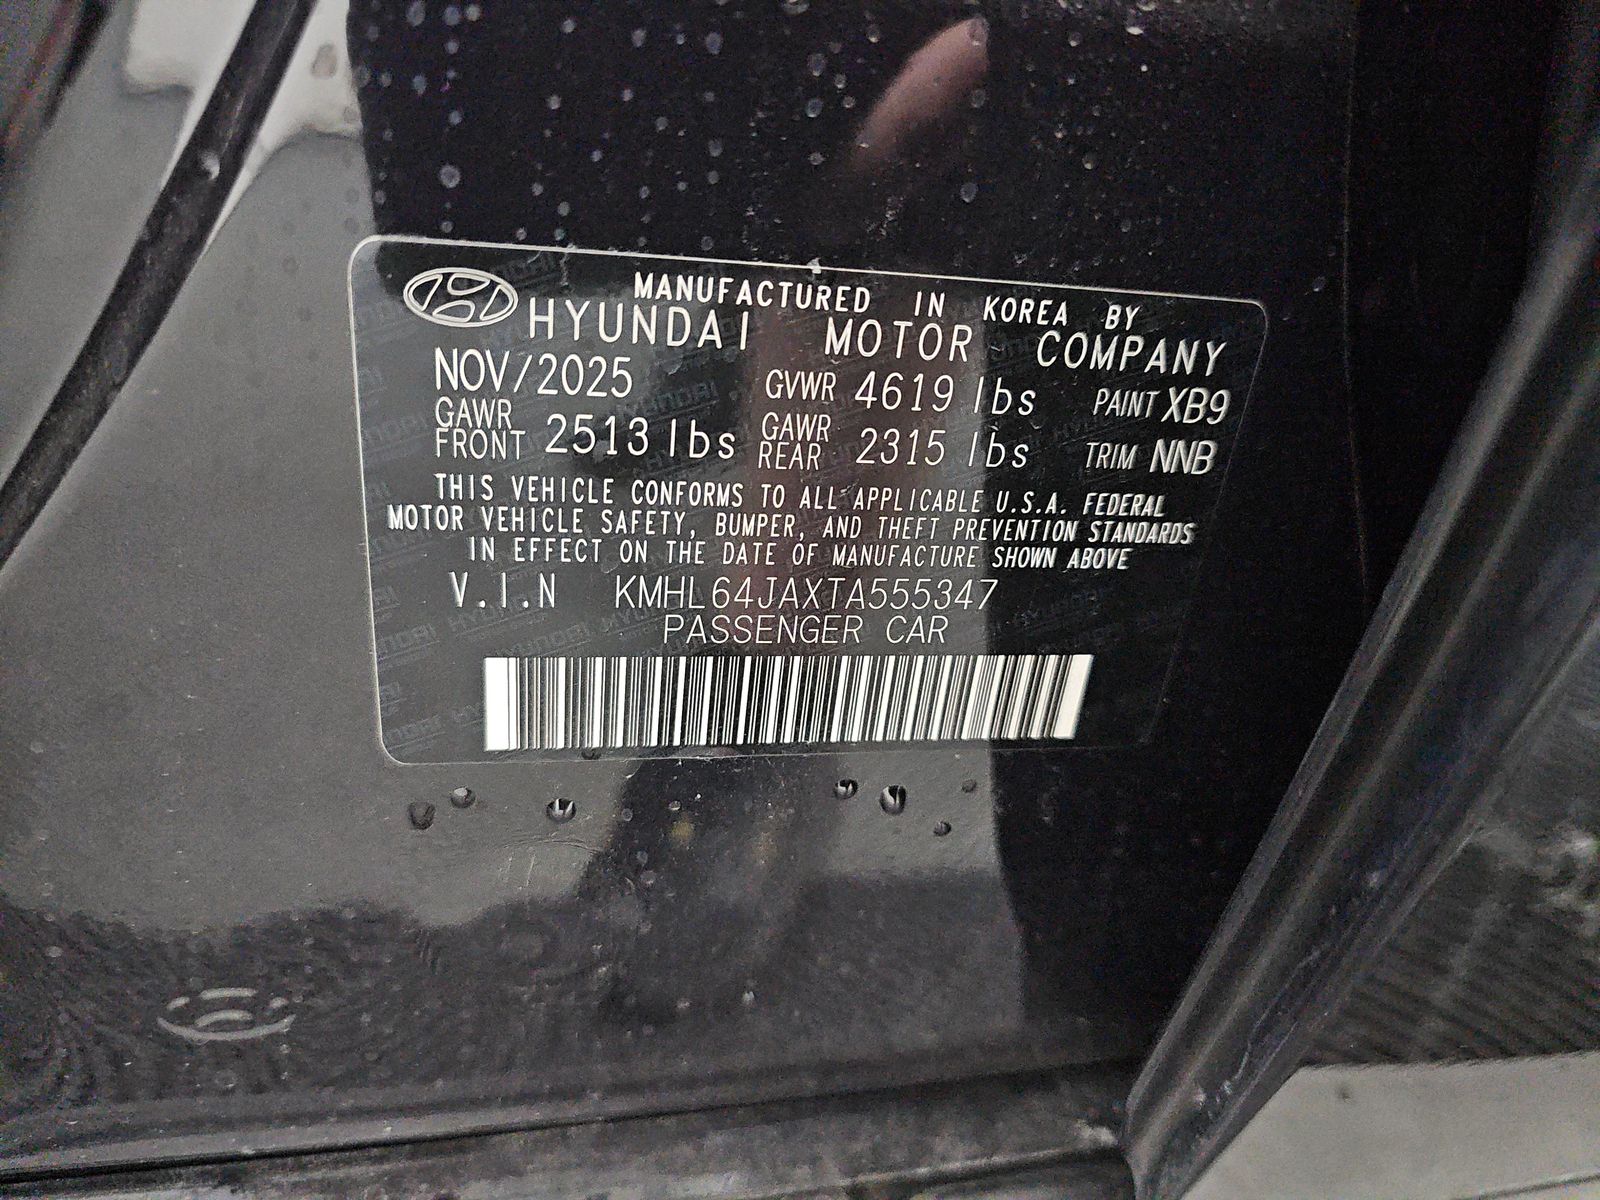 MANUFACTURED IN KOREA BY
HYUNDAI MOTOR COMPANY
NOV/2025 GVWR 4619 lbs PAINT XB9
GAWR FRONT 2513 lbs GAWR REAR 2315 lbs TRIM NNB
THIS VEHICLE CONFORMS TO ALL APPLICABLE U.S.A. FEDERAL
MOTOR VEHICLE SAFETY, BUMPER, AND THEFT PREVENTION STANDARDS
IN EFFECT ON THE DATE OF MANUFACTURE SHOWN ABOVE
V.I.N KMHL64JAXTA555347
PASSENGER CAR